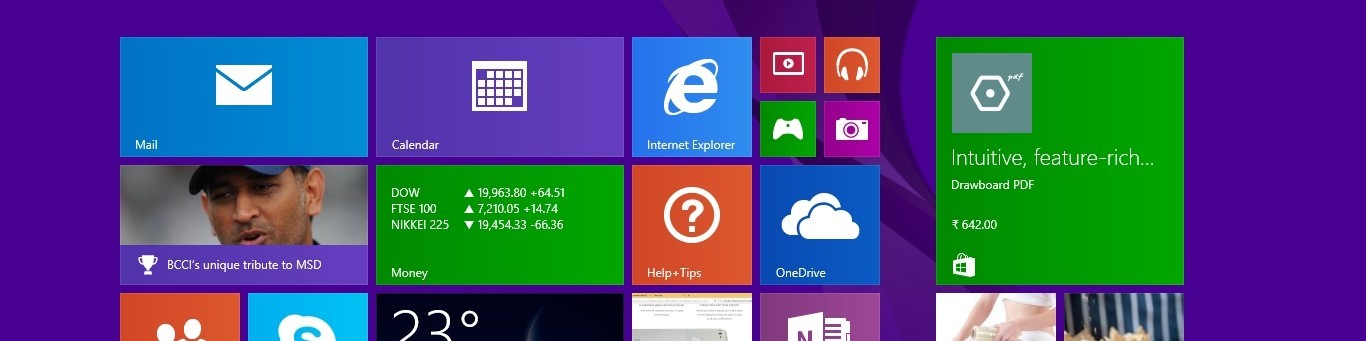 Mail
Calendar
Internet Explorer
pdf
Intuitive, feature-rich...
Drawboard PDF
₹ 642.00
BCCI's unique tribute to MSD
DOW ▲ 19,963.80 +64.51
FTSE 100 ▲ 7,210.05 +14.74
NIKKEI 225 ▼ 19,454.33 -66.36
Money
Help+Tips
OneDrive
23°
S
N